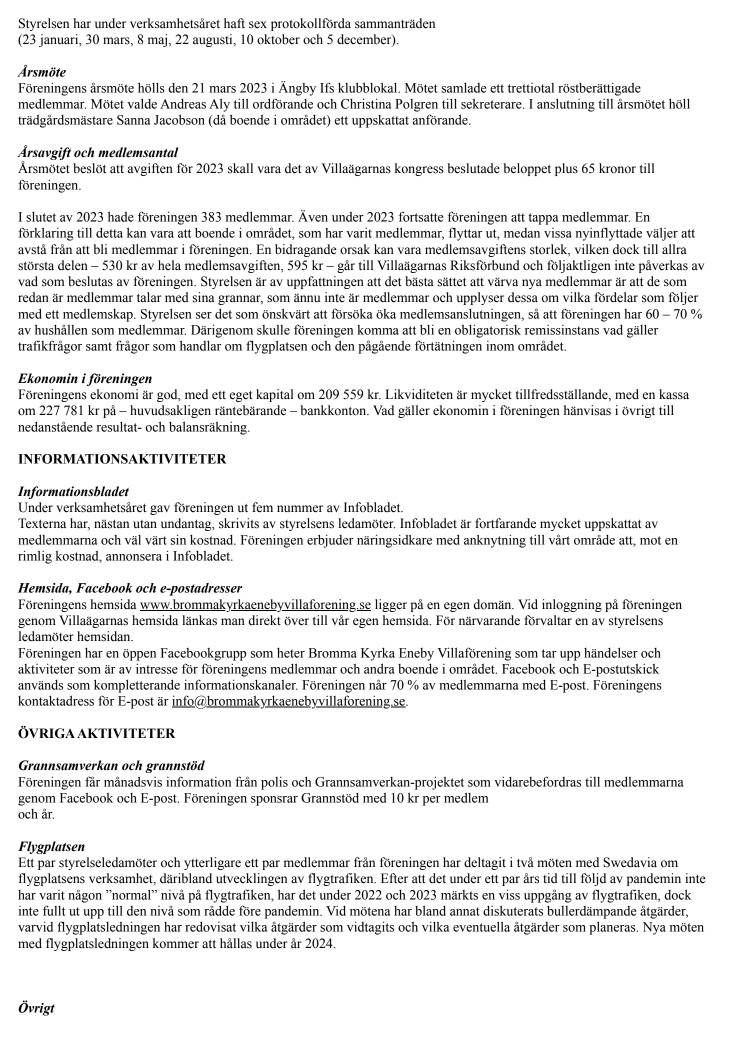 Styrelsen har under verksamhetsåret haft sex protokollförda sammanträden
(23 januari, 30 mars, 8 maj, 22 augusti, 10 oktober och 5 december).
Årsmöte
Föreningens årsmöte hölls den 21 mars 2023 i Ängby Ifs klubblokal. Mötet samlade ett trettiotal röstberättigade
medlemmar. Mötet valde Andreas Aly till ordförande och Christina Polgren till sekreterare. I anslutning till årsmötet höll
trädgårdsmästare Sanna Jacobson (då boende i området) ett uppskattat anförande.
Årsavgift och medlemsantal
Årsmötet beslöt att avgiften för 2023 skall vara det av Villaägarnas kongress beslutade beloppet plus 65 kronor till
föreningen.
I slutet av 2023 hade föreningen 383 medlemmar. Även under 2023 fortsatte föreningen att tappa medlemmar. En
förklaring till detta kan vara att boende i området, som har varit medlemmar, flyttar ut, medan vissa nyinflyttade väljer att
avstå från att bli medlemmar i föreningen. En bidragande orsak kan vara medlemsavgiftens storlek, vilken dock till allra
största delen – 530 kr av hela medlemsavgiften, 595 kr – går till Villaägarnas Riksförbund och följaktligen inte påverkas av
vad som beslutas av föreningen. Styrelsen är av uppfattningen att det bästa sättet att värva nya medlemmar är att de som
redan är medlemmar talar med sina grannar, som ännu inte är medlemmar och upplyser dessa om vilka fördelar som följer
med ett medlemskap. Styrelsen ser det som önskvärt att försöka öka medlemsanslutningen, så att föreningen har 60 – 70 %
av hushållen som medlemmar. Därigenom skulle föreningen komma att bli en obligatorisk remissinstans vad gäller
trafikfrågor samt frågor som handlar om flygplatsen och den pågående förtätningen inom området.
Ekonomin i föreningen
Föreningens ekonomi är god, med ett eget kapital om 209 559 kr. Likviditeten är mycket tillfredsställande, med en kassa
om 227 781 kr på – huvudsakligen räntebärande – bankkonton. Vad gäller ekonomin i föreningen hänvisas i övrigt till
nedanstående resultat- och balansräkning.
INFORMATIONSAKTIVITETER
Informationsbladet
Under verksamhetsåret gav föreningen ut fem nummer av Infobladet.
Texterna har, nästan utan undantag, skrivits av styrelsens ledamöter. Infobladet är fortfarande mycket uppskattat av
medlemmarna och väl värt sin kostnad. Föreningen erbjuder näringsidkare med anknytning till vårt område att, mot en
rimlig kostnad, annonsera i Infobladet.
Hemsida, Facebook och e-postadresser
Föreningens hemsida www.brommakyrkaenebyvillaforening.se ligger på en egen domän. Vid inloggning på föreningen
genom Villaägarnas hemsida länkas man direkt över till vår egen hemsida. För närvarande förvaltar en av styrelsens
ledamöter hemsidan.
Föreningen har en öppen Facebookgrupp som heter Bromma Kyrka Eneby Villaförening som tar upp händelser och
aktiviteter som är av intresse för föreningens medlemmar och andra boende i området. Facebook och E-postutskick
används som kompletterande informationskanaler. Föreningen når 70 % av medlemmarna med E-post. Föreningens
kontaktadress för E-post är info@brommakyrkaenebyvillaforening.se.
ÖVRIGA AKTIVITETER
Grannsamverkan och grannstöd
Föreningen får månadsvis information från polis och Grannsamverkan-projektet som vidarebefordras till medlemmarna
genom Facebook och E-post. Föreningen sponsrar Grannstöd med 10 kr per medlem
och år.
Flygplatsen
Ett par styrelseledamöter och ytterligare ett par medlemmar från föreningen har deltagit i två möten med Swedavia om
flygplatsens verksamhet, däribland utvecklingen av flygtrafiken. Efter att det under ett par års tid till följd av pandemin inte
har varit någon ”normal” nivå på flygtrafiken, har det under 2022 och 2023 märkts en viss uppgång av flygtrafiken, dock
inte fullt ut upp till den nivå som rådde före pandemin. Vid mötena har bland annat diskuterats bullerdämpande åtgärder,
varvid flygplatsledningen har redovisat vilka åtgärder som vidtagits och vilka eventuella åtgärder som planeras. Nya möten
med flygplatsledningen kommer att hållas under år 2024.
Övrigt